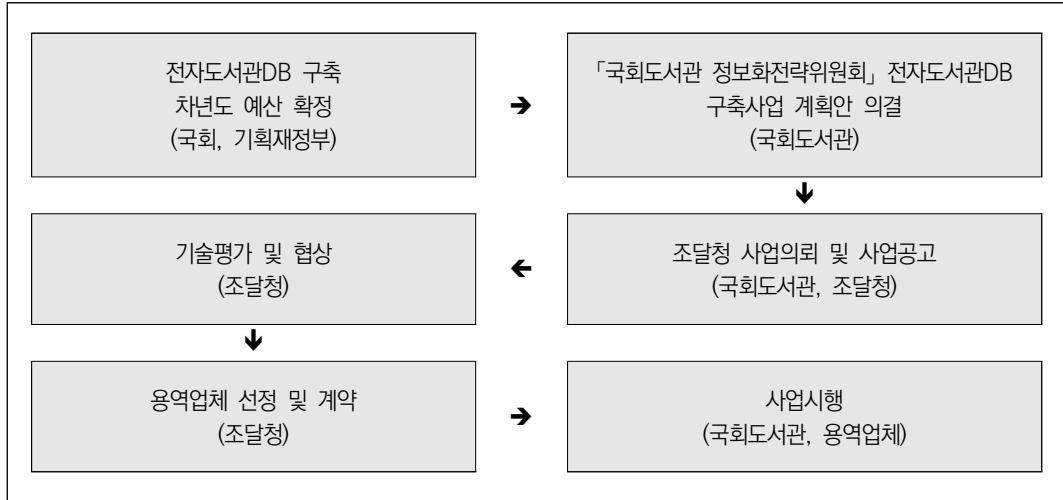 전자도서관DB 구축
차년도 예산 확정
(국회, 기획재정부)
➔
「국회도서관 정보화전략위원회」 전자도서관DB
구축사업 계획안 의결
(국회도서관)
🡻
조달청 사업의뢰 및 사업공고
(국회도서관, 조달청)
🡸
기술평가 및 협상
(조달청)
🡻
용역업체 선정 및 계약
(조달청)
➔
사업시행
(국회도서관, 용역업체)